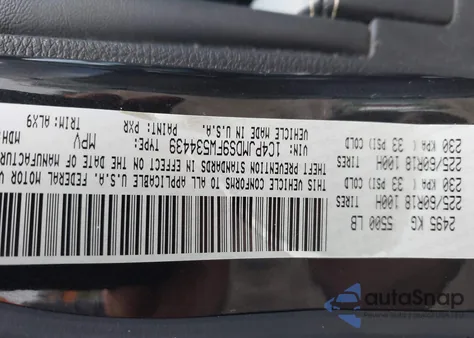 2495 KG 5500 LB
225/60R18 100H TIRES
230 KPA ( 33 PSI) COLD
225/60R18 100H TIRES
230 KPA ( 33 PSI) COLD
THIS VEHICLE CONFORMS TO ALL APPLICABLE U.S.A. FEDERAL MOTOR
THEFT PREVENTION STANDARDS IN EFFECT ON THE DATE OF
VIN: 1C4PJMDS9FW534439 TYPE: MPV MDH:
VEHICLE MADE IN U.S.A. PAINT: PXR TRIM: ALX9
autoSnap